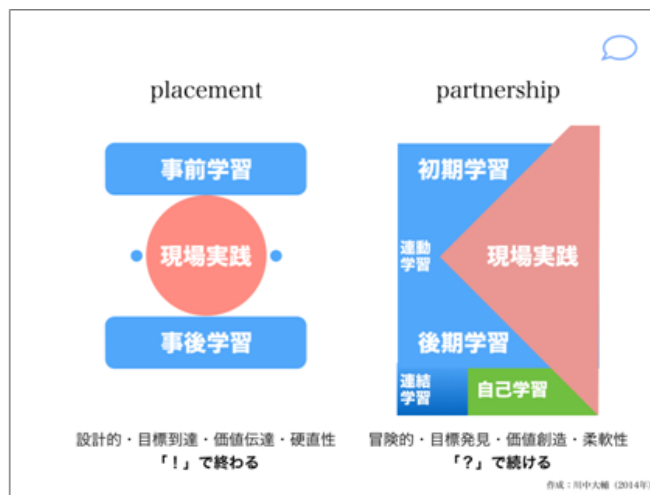 placement
partnership
事前学習
現場実践
事後学習
初期学習
連動
学習
現場実践
後期学習
連結
学習
自己学習
設計的・目標到達・価値伝達・硬直性
「！」で終わる
冒険的・目標発見・価値創造・柔軟性
「？」で続ける
作成：川中大輔（2014年）